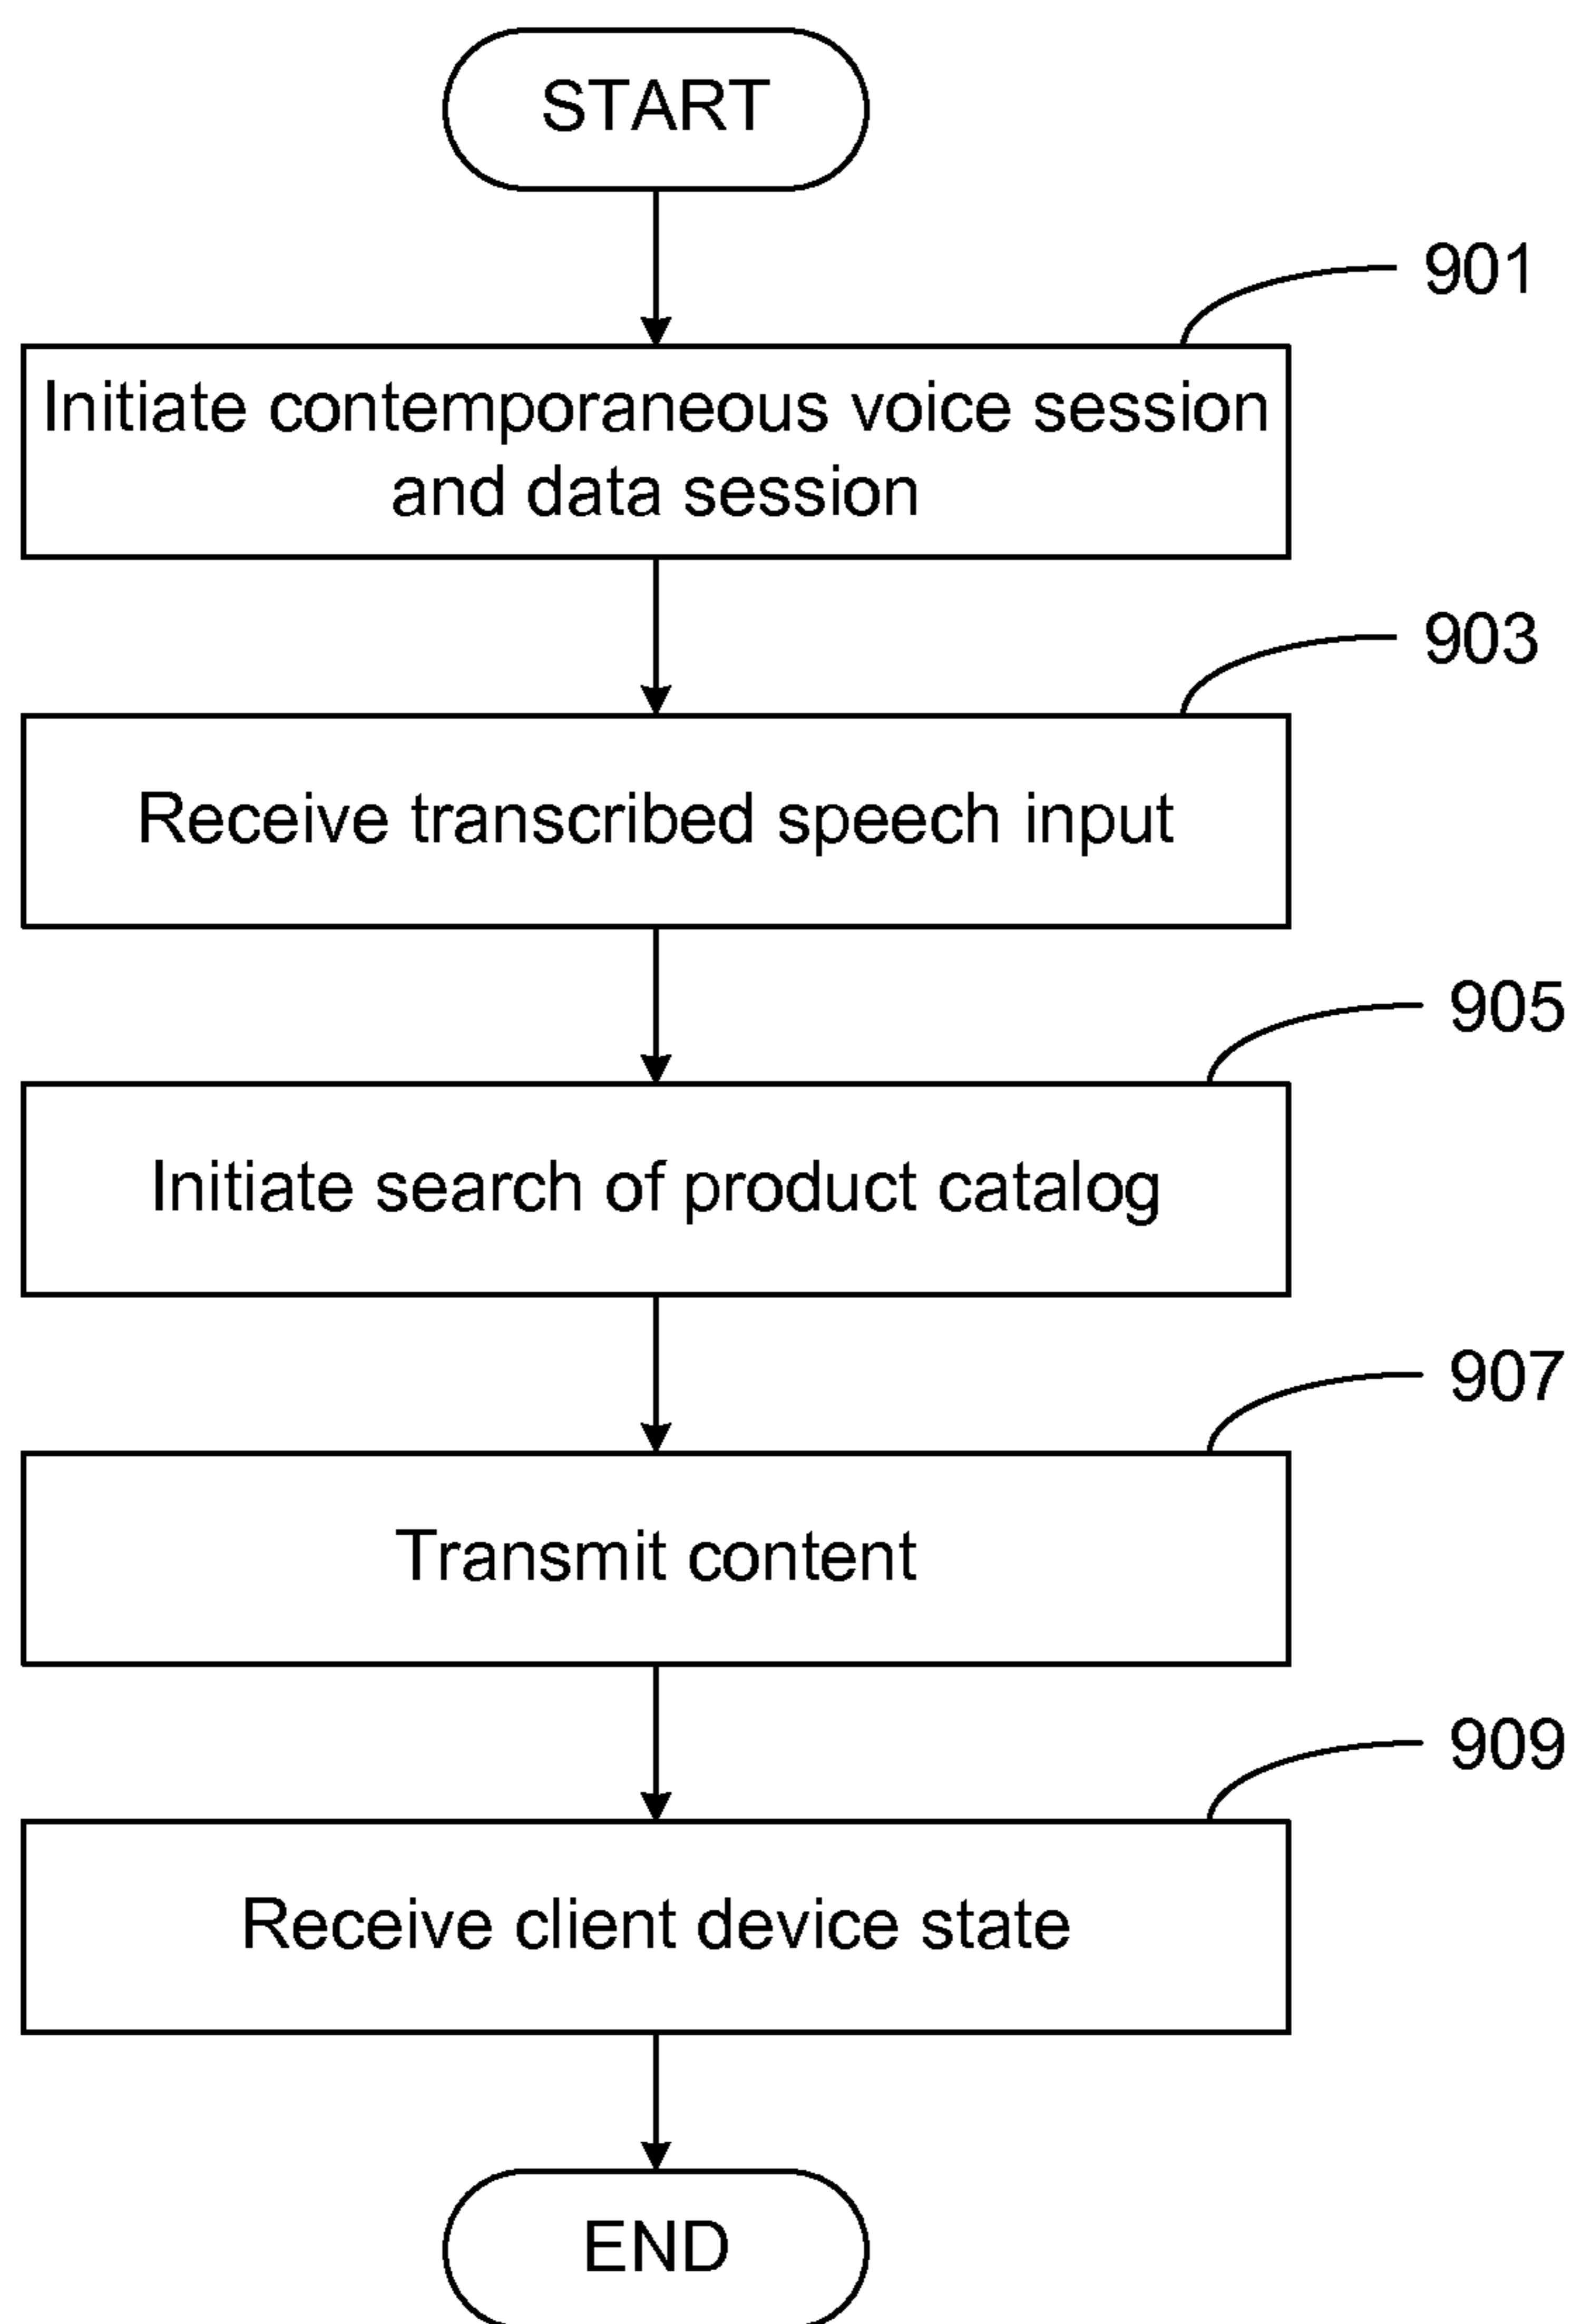 START
901
Initiate contemporaneous voice session
and data session
903
Receive transcribed speech input
905
Initiate search of product catalog
907
Transmit content
909
Receive client device state
END